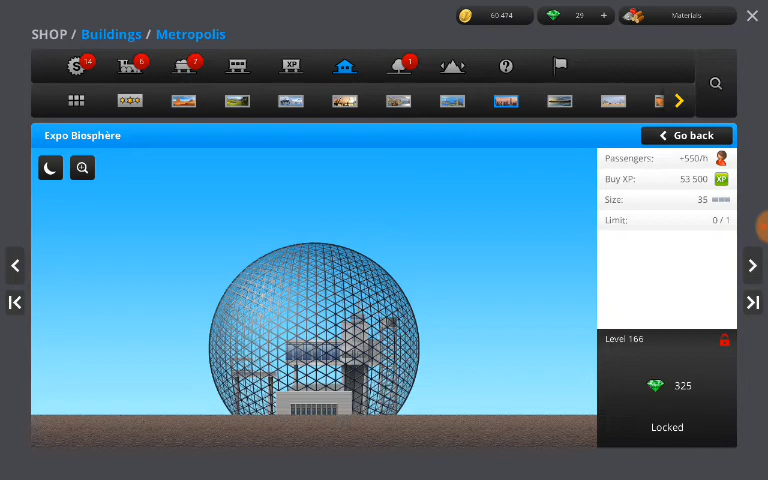 60 474
29 +
Materials
SHOP / Buildings / Metropolis
14
6
7
XP
1
Expo Biosphère
Go back
Passengers: +550/h
Buy XP: 53 500 XP
Size: 35
Limit: 0 / 1
Level 166
325
Locked